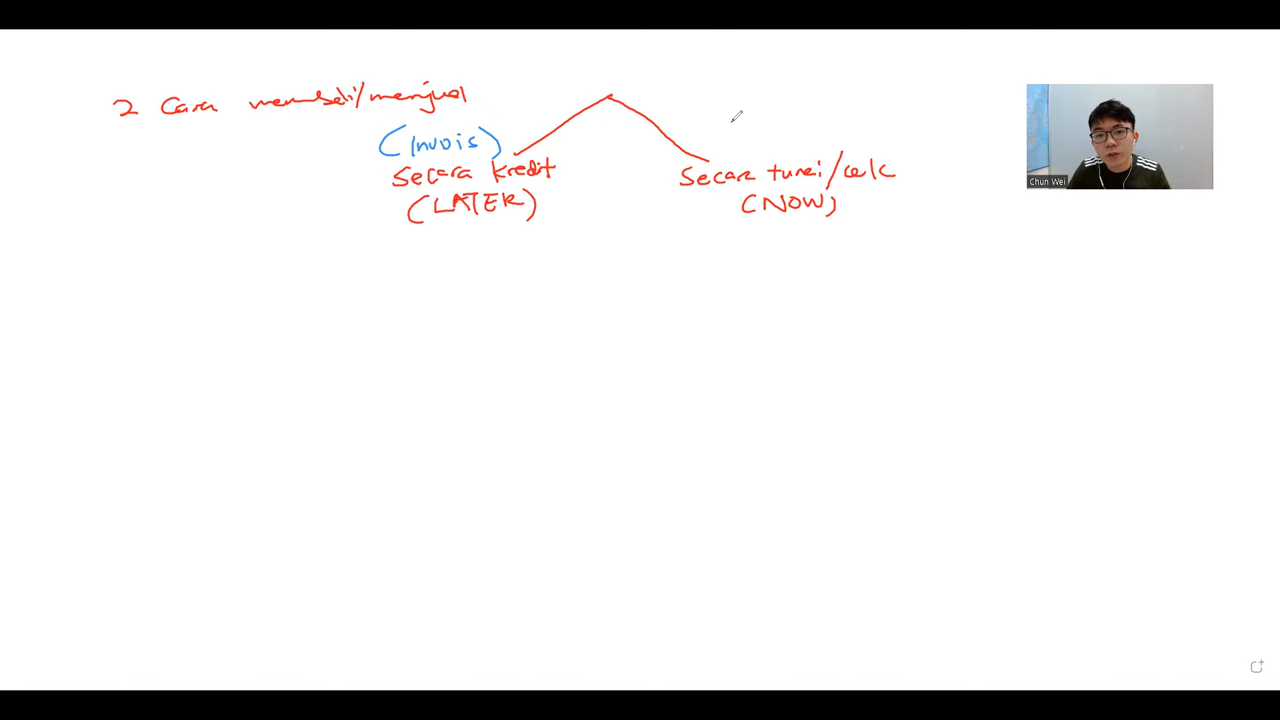 2 Cara membeli/menjual
(Invois)
Secara kredit
(LATER)
Secara tunai/cek
(NOW)
Chun Wei